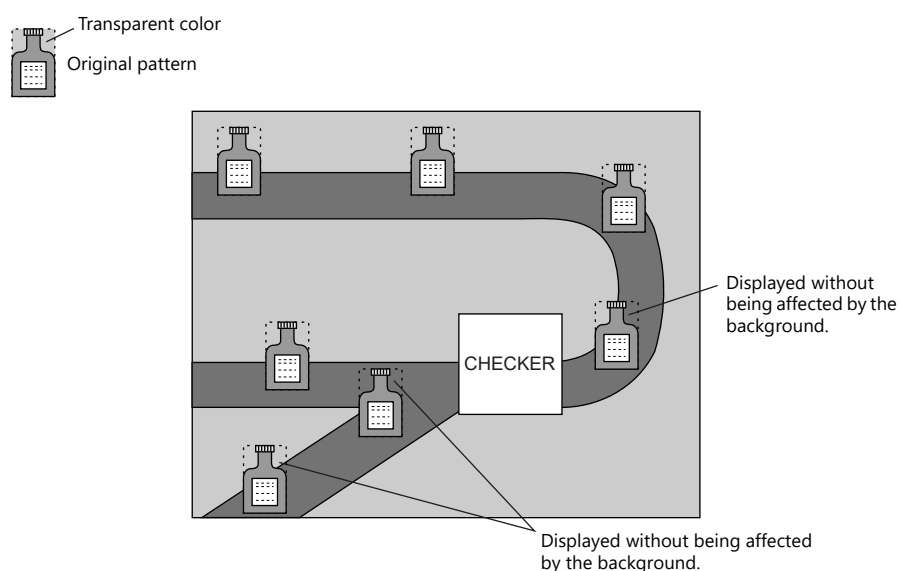 Transparent color
Original pattern
Displayed without
being affected by the
background.
CHECKER
Displayed without being affected
by the background.